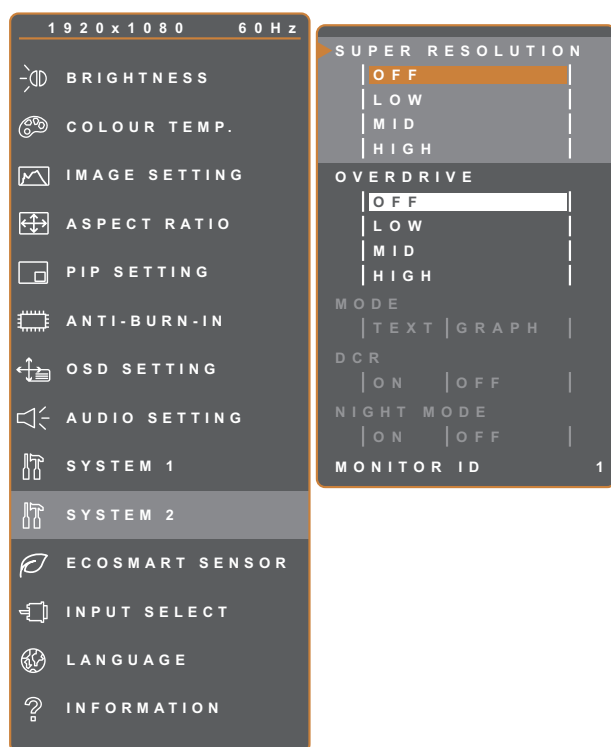 1920x1080 60Hz
BRIGHTNESS
COLOUR TEMP.
IMAGE SETTING
ASPECT RATIO
PIP SETTING
ANTI-BURN-IN
OSD SETTING
AUDIO SETTING
SYSTEM 1
SYSTEM 2
ECOSMART SENSOR
INPUT SELECT
LANGUAGE
INFORMATION
SUPER RESOLUTION
OFF
LOW
MID
HIGH
OVERDRIVE
OFF
LOW
MID
HIGH
MODE
TEXT GRAPH
DCR
ON OFF
NIGHT MODE
ON OFF
MONITOR ID 1